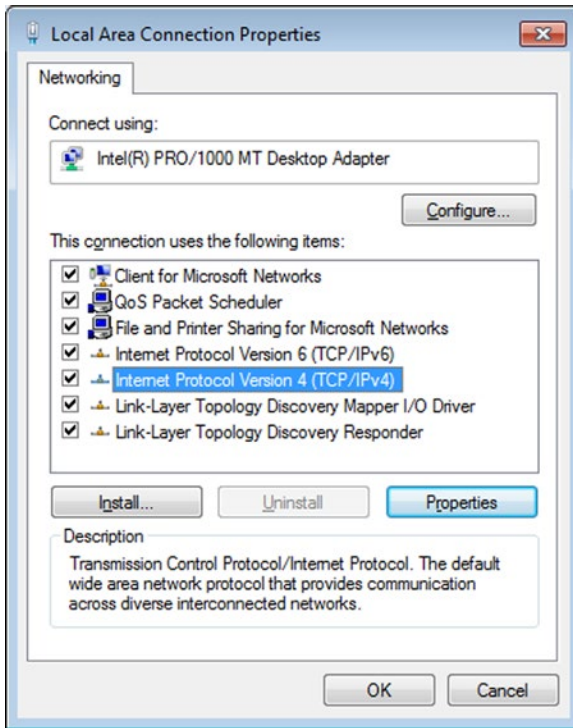 Local Area Connection Properties
Networking
Connect using:
Intel(R) PRO/1000 MT Desktop Adapter
Configure...
This connection uses the following items:
Client for Microsoft Networks
QoS Packet Scheduler
File and Printer Sharing for Microsoft Networks
Internet Protocol Version 6 (TCP/IPv6)
Internet Protocol Version 4 (TCP/IPv4)
Link-Layer Topology Discovery Mapper I/O Driver
Link-Layer Topology Discovery Responder
Install... Uninstall Properties
Description
Transmission Control Protocol/Internet Protocol. The default
wide area network protocol that provides communication
across diverse interconnected networks.
OK Cancel